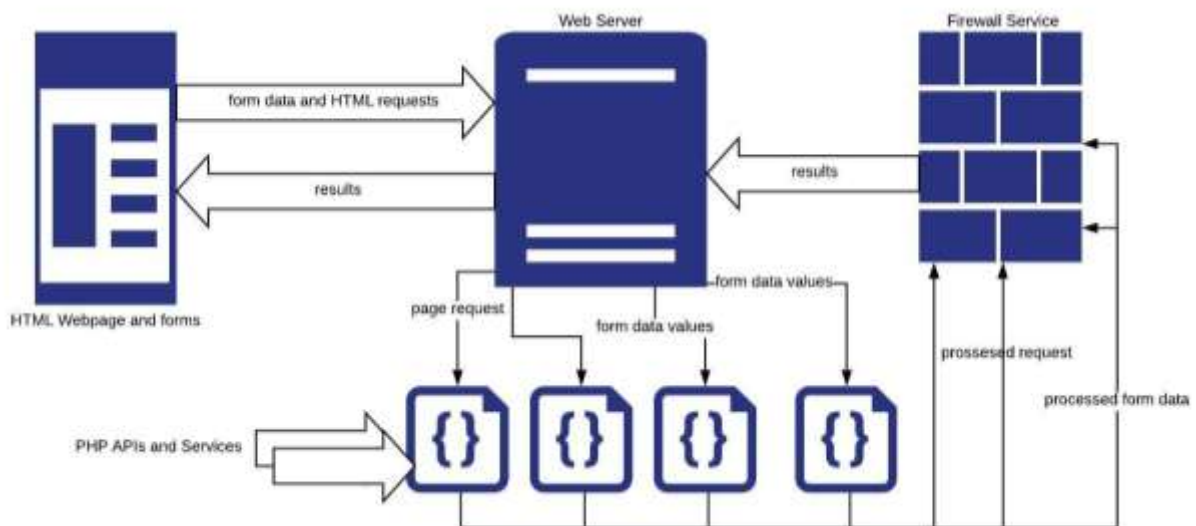 Web Server
Firewall Service
form data and HTML requests
results
results
HTML Webpage and forms
page request
form data values
form data values
prossesed request
processed form data
PHP APIs and Services
{}
{}
{}
{}